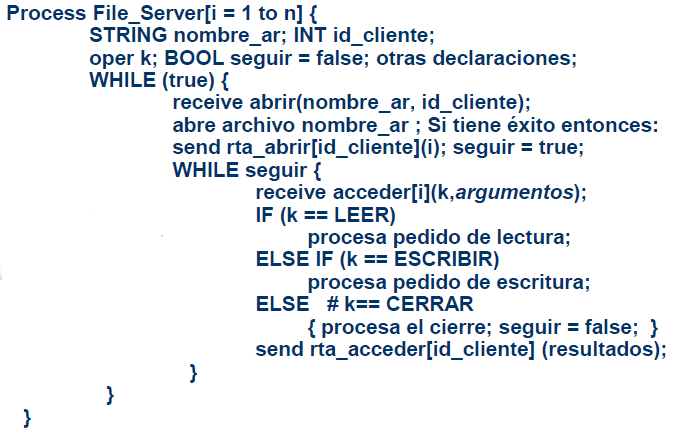 Process File_Server[i = 1 to n] {
STRING nombre_ar; INT id_cliente;
oper k; BOOL seguir = false; otras declaraciones;
WHILE (true) {
receive abrir(nombre_ar, id_cliente);
abre archivo nombre_ar ; Si tiene éxito entonces:
send rta_abrir[id_cliente](i); seguir = true;
WHILE seguir {
receive acceder[i](k,argumentos);
IF (k == LEER)
procesa pedido de lectura;
ELSE IF (k == ESCRIBIR)
procesa pedido de escritura;
ELSE # k== CERRAR
{ procesa el cierre; seguir = false; }
send rta_acceder[id_cliente] (resultados);
}
}
}